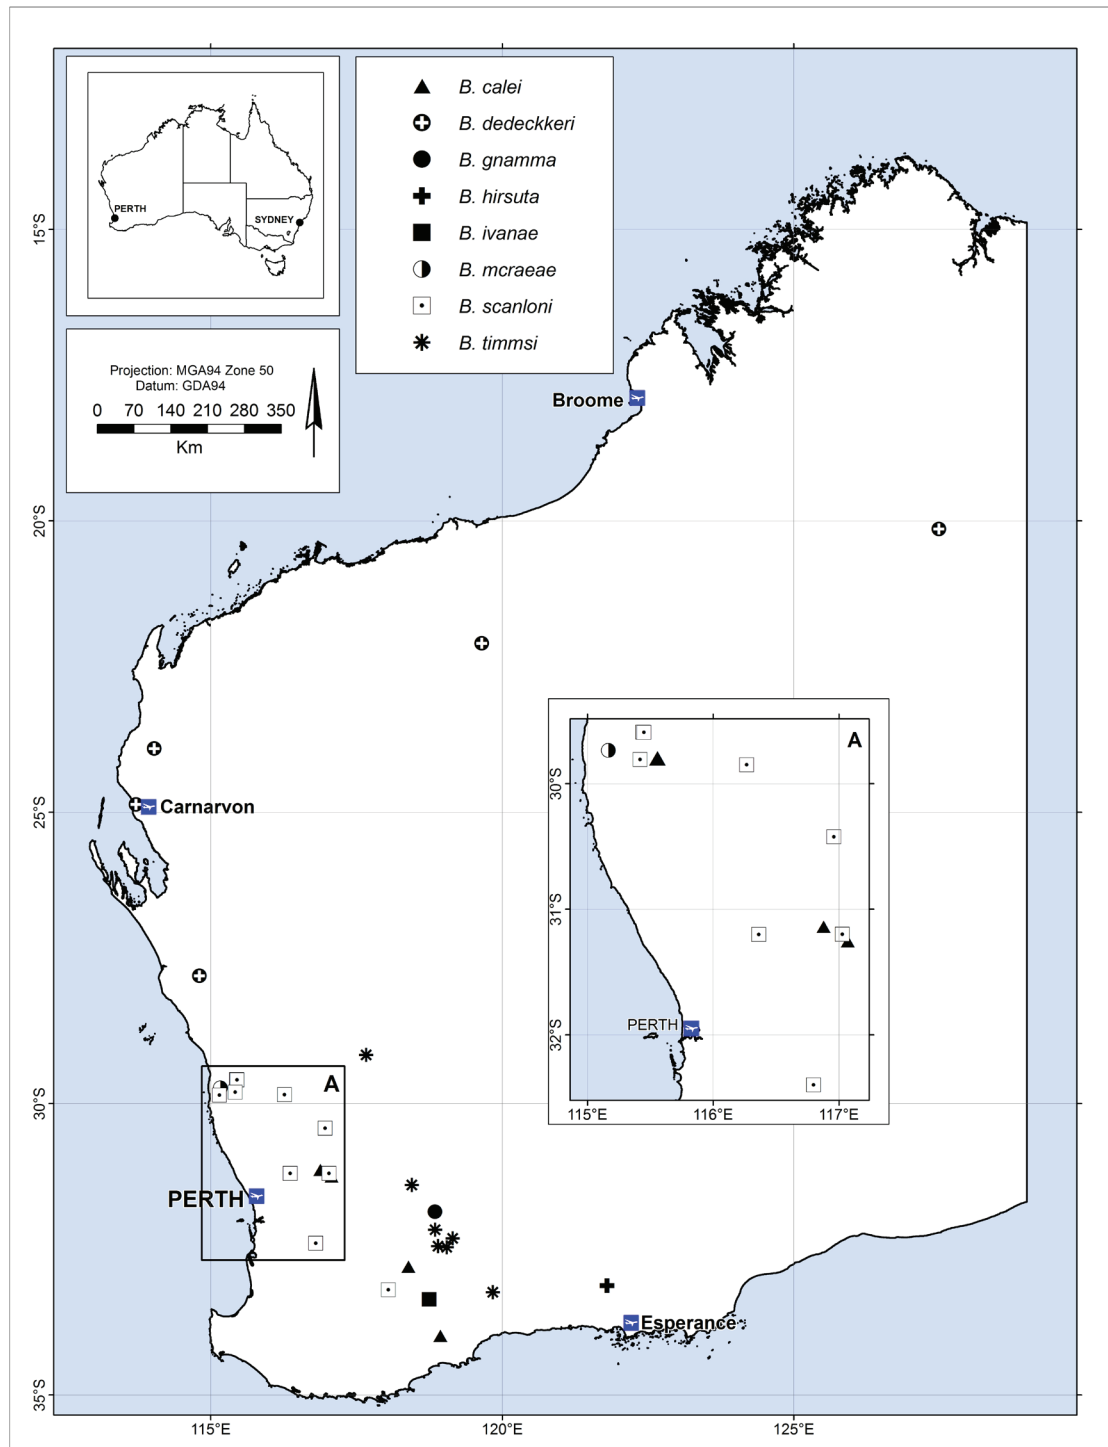 PERTH
SYDNEY
Projection: MGA94 Zone 50
Datum: GDA94
0 70 140 210 280 350
Km
B. calei
B. dedeckkeri
B. gnamma
B. hirsuta
B. ivanae
B. mcraeae
B. scanloni
B. timmsi
15°S
20°S
25°S
30°S
35°S
Broome
Carnarvon
A
PERTH
Esperance
A
30°S
31°S
32°S
PERTH
115°E 116°E 117°E
115°E 120°E 125°E